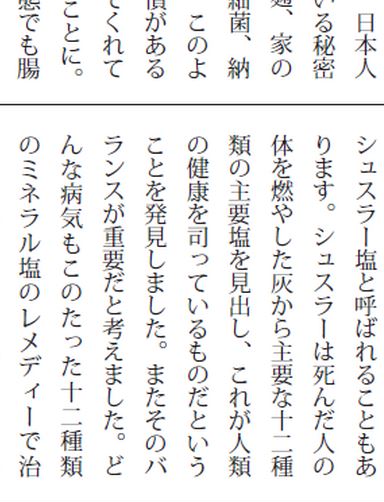 日本人
いる秘密
、家の
細菌、納
このよ
がある
てくれて
ことに。
態でも腸
シュスラー塩と呼ばれることもあ
ります。シュスラーは死んだ人の
体を燃やした灰から主要な十二種
類の主要塩を見出し、これが人類
の健康を司っているものだという
ことを発見しました。またそのバ
ランスが重要だと考えました。ど
んな病気もこのたった十二種類
のミネラル塩のレメディーで治